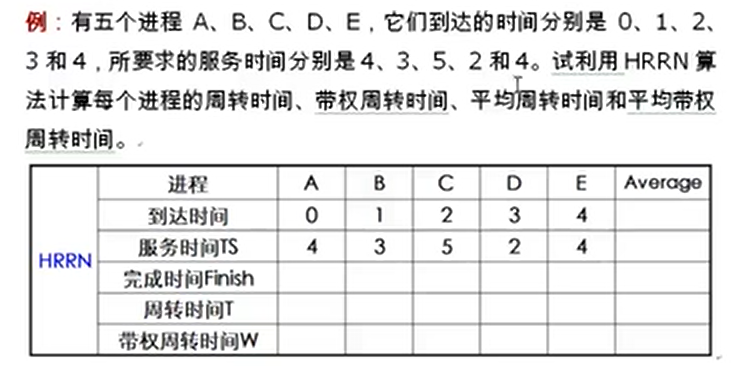 例：有五个进程 A、B、C、D、E，它们到达的时间分别是 0、1、2、
3 和 4，所要求的服务时间分别是 4、3、5、2 和 4。试利用 HRRN 算
法计算每个进程的周转时间、带权周转时间、平均周转时间和平均带权
周转时间。
进程 A B C D E Average
到达时间 0 1 2 3 4
服务时间TS 4 3 5 2 4
HRRN
完成时间Finish
周转时间T
带权周转时间W